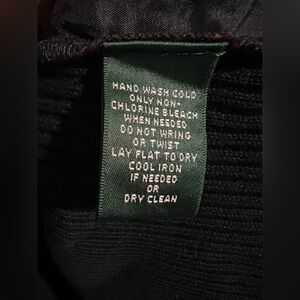 HAND WASH COLD
ONLY NON-
CHLORINE BLEACH
WHEN NEEDED
DO NOT WRING
OR TWIST
LAY FLAT TO DRY
COOL IRON
IF NEEDED
OR
DRY CLEAN